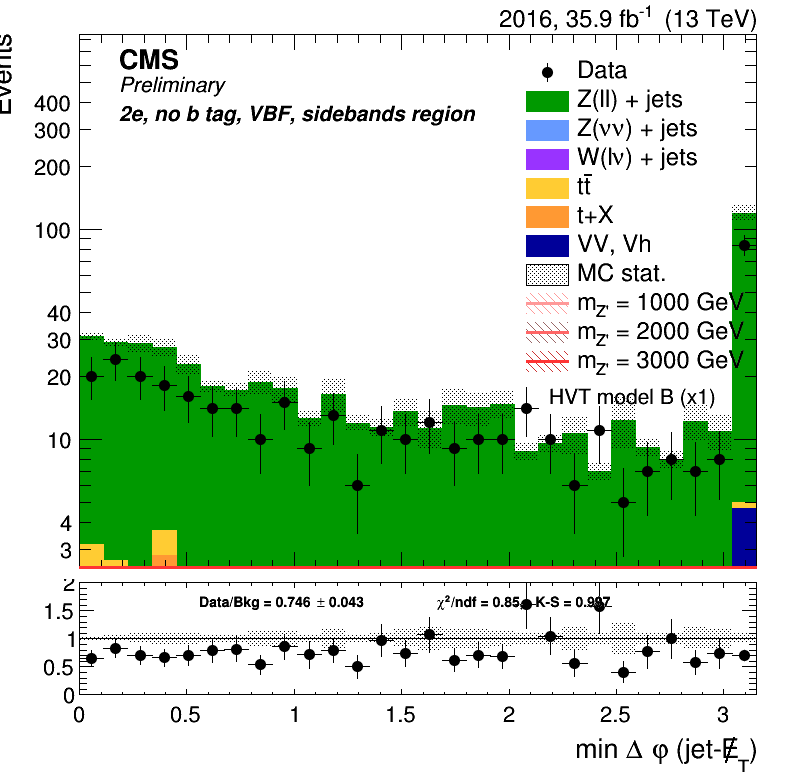 2016, 35.9 fb⁻¹ (13 TeV)
Events
CMS
Preliminary
2e, no b tag, VBF, sidebands region
Data
Z(ll) + jets
Z(νν) + jets
W(lν) + jets
tt̄
t+X
VV, Vh
MC stat.
m_Z' = 1000 GeV
m_Z' = 2000 GeV
m_Z' = 3000 GeV
HVT model B (x1)
400
300
200
100
40
30
20
10
4
3
Data/Bkg = 0.746 ± 0.043 χ²/ndf = 0.85, K-S = 0.997
2
1.5
1
0.5
0
0 0.5 1 1.5 2 2.5 3
min Δ φ (jet-E̸_T)